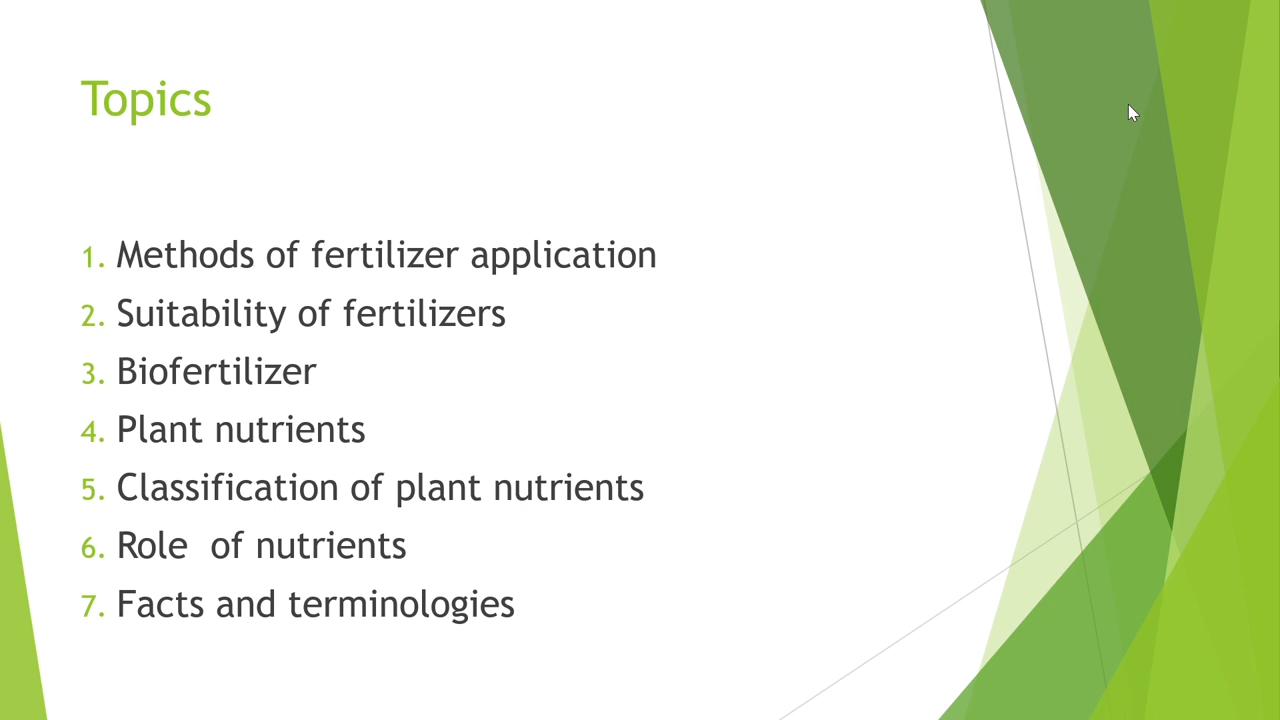 Topics
1. Methods of fertilizer application
2. Suitability of fertilizers
3. Biofertilizer
4. Plant nutrients
5. Classification of plant nutrients
6. Role  of nutrients
7. Facts and terminologies